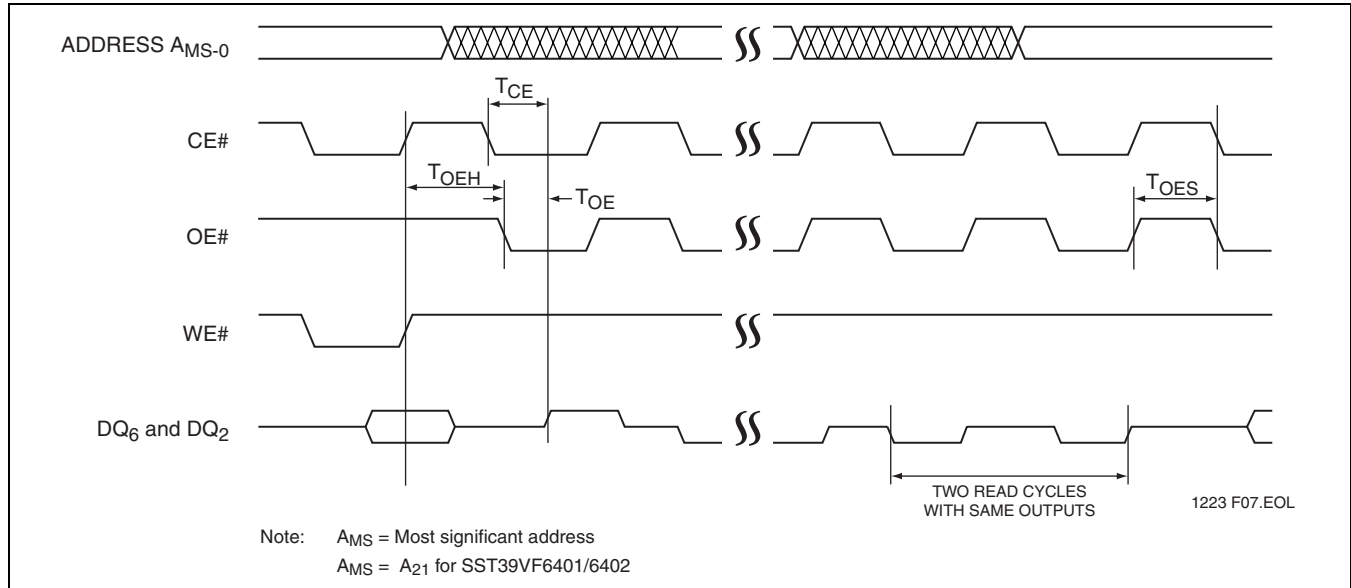 ADDRESS AMS-0
TCE
CE#
TOEH
TOE
TOES
OE#
WE#
DQ6 and DQ2
TWO READ CYCLES
WITH SAME OUTPUTS
1223 F07.EOL
Note: AMS = Most significant address
AMS = A21 for SST39VF6401/6402